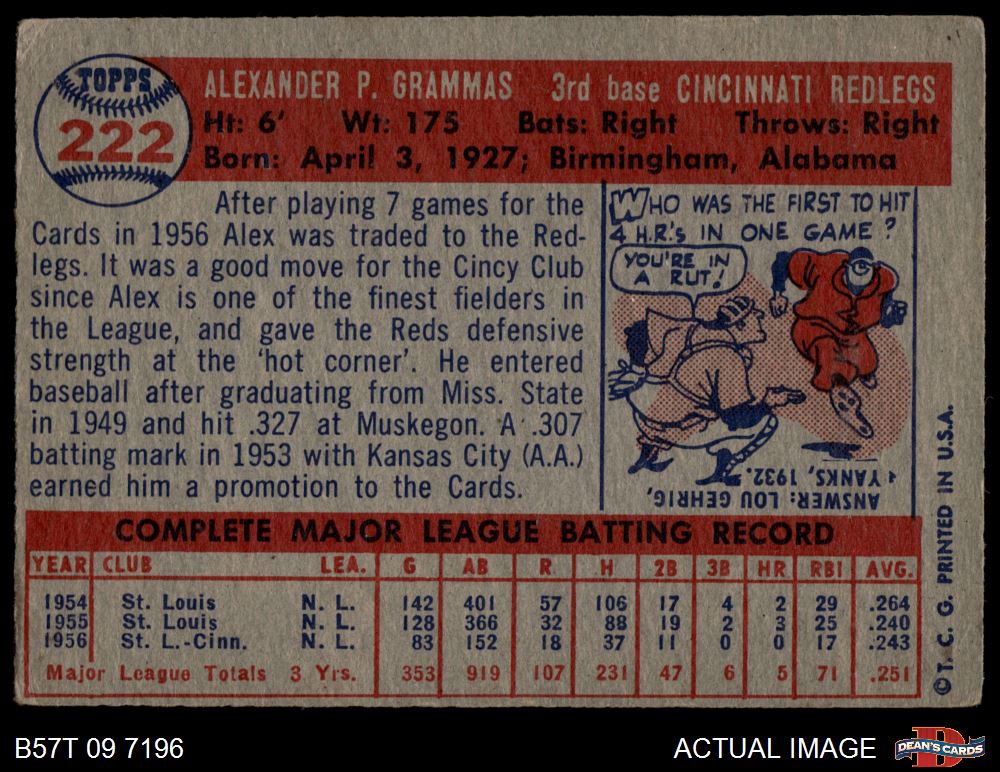 TOPPS
222
ALEXANDER P. GRAMMAS 3rd base CINCINNATI REDLEGS
Ht: 6' Wt: 175 Bats: Right Throws: Right
Born: April 3, 1927; Birmingham, Alabama
After playing 7 games for the
Cards in 1956 Alex was traded to the Red-
legs. It was a good move for the Cincy Club
since Alex is one of the finest fielders in
the League, and gave the Reds defensive
strength at the 'hot corner'. He entered
baseball after graduating from Miss. State
in 1949 and hit .327 at Muskegon. A .307
batting mark in 1953 with Kansas City (A.A.)
earned him a promotion to the Cards.
WHO WAS THE FIRST TO HIT
4 H.R.'s IN ONE GAME?
YOU'RE IN
A RUT!
ANSWER: LOU GEHRIG,
YANKS, 1932.
COMPLETE MAJOR LEAGUE BATTING RECORD
YEAR CLUB LEA. G AB R H 2B 3B HR RBI AVG.
1954 St. Louis N. L. 142 401 57 106 17 4 2 29 .264
1955 St. Louis N. L. 128 366 32 88 19 2 3 25 .240
1956 St. L.-Cinn. N. L. 83 152 18 37 11 0 0 17 .243
Major League Totals 3 Yrs. 353 919 107 231 47 6 5 71 .251
©T. C. G. PRINTED IN U.S.A.
B57T 09 7196
ACTUAL IMAGE
D
DEAN'S CARDS